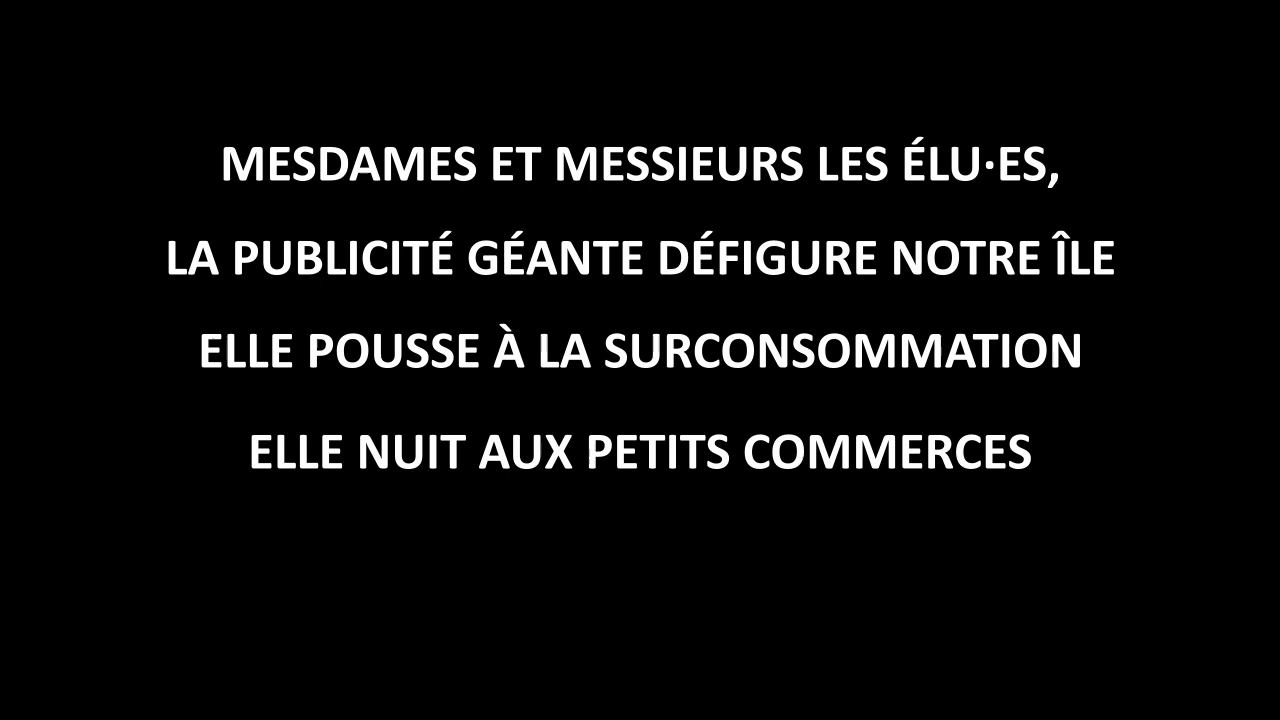 MESDAMES ET MESSIEURS LES ÉLU·ES,
LA PUBLICITÉ GÉANTE DÉFIGURE NOTRE ÎLE
ELLE POUSSE À LA SURCONSOMMATION
ELLE NUIT AUX PETITS COMMERCES